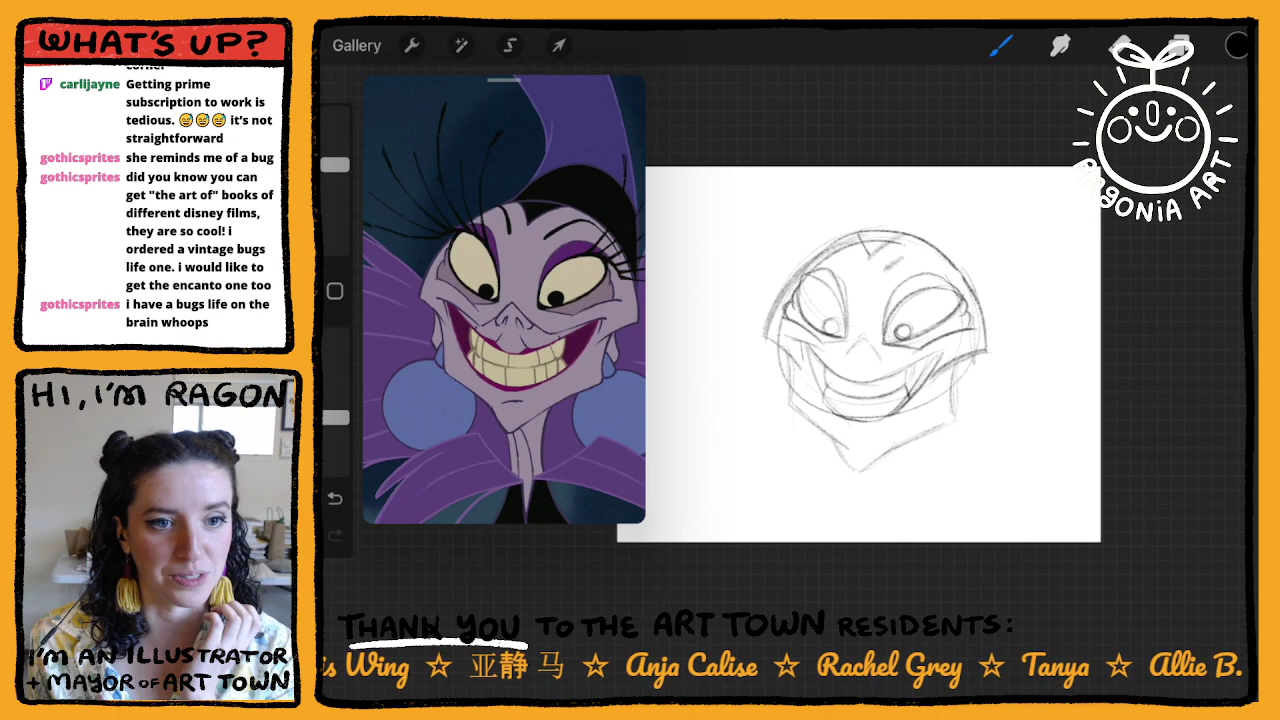 WHAT'S UP?
corner
carlijayne Getting prime
subscription to work is
tedious. 😅😅😅 it's not
straightforward
gothicsprites she reminds me of a bug
gothicsprites did you know you can
get "the art of" books of
different disney films,
they are so cool! i
ordered a vintage bugs
life one. i would like to
get the encanto one too
gothicsprites i have a bugs life on the
brain whoops
HI, I'M RAGON
I'M AN ILLUSTRATOR
+ MAYOR OF ART TOWN
Gallery
RAGONIA ART
THANK YOU TO THE ART TOWN RESIDENTS:
is Wing ☆ 亚静 马 ☆ Anja Calise ☆ Rachel Grey ☆ Tanya ☆ Allie B.